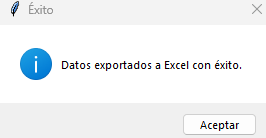 Éxito
Datos exportados a Excel con éxito.
Aceptar